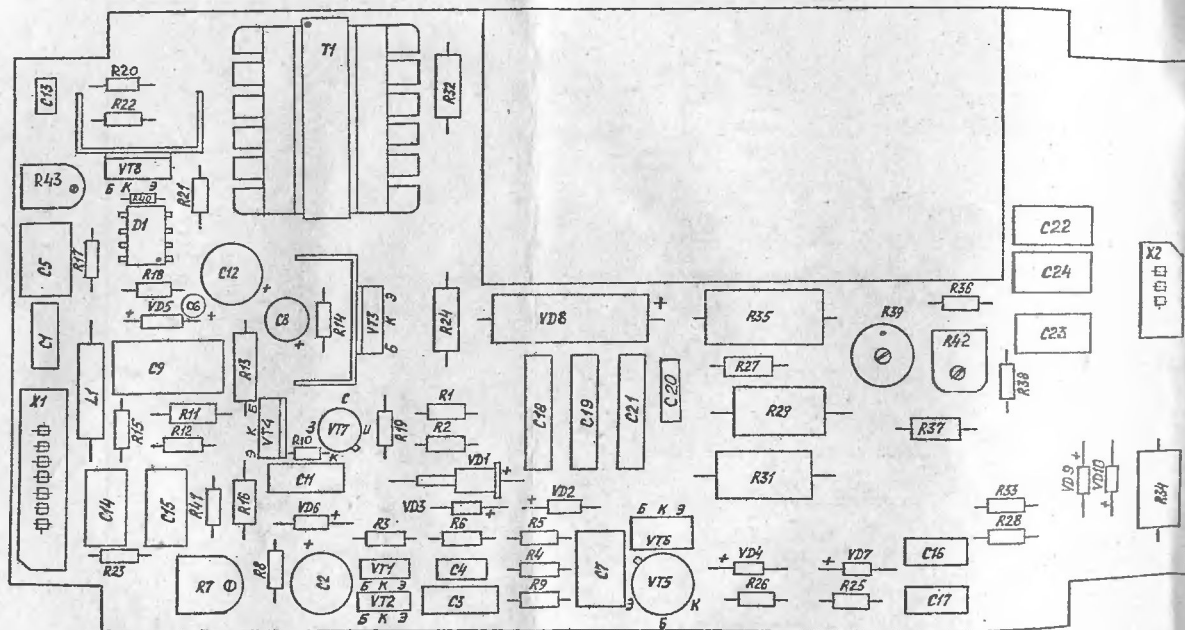 T1
R20
C13
R32
R22
VT8
R43
Б К Э
R40
R21
D1
C22
C5
R17
X2
C24
C12
R18
+
R36
C6
VD5
+
+
C8
R14
VT3
Э
К
Б
R24
VD8
+
R35
R39
C23
R42
C1
+
C9
R13
R27
R38
C18
C19
C21
C20
X1
L1
R1
R11
Б
К
Э
VT4
С
З
VT7
И
К
R19
R29
R15
R2
R12
R10
R37
VD1
+
R31
C11
VD9
+
VD10
+
R34
C14
C15
R41
R16
VD3
+
VD2
+
R33
VD6
+
Б К Э
R3
R6
R5
VT6
R28
+
C7
C16
R23
R8
VT1
C4
R4
+
VD4
VD7
+
R7
C2
Б К Э
VT5
VT2
C3
R9
R26
R25
C17
Б К Э
Э
К
Б